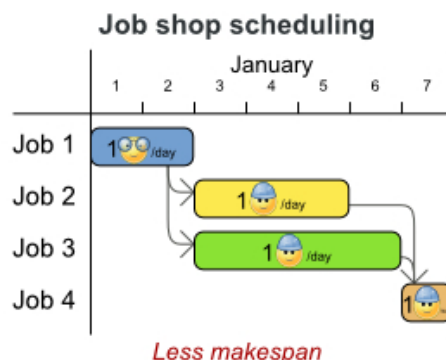 Job shop scheduling
January
1 2 3 4 5 6 7
Job 1 1 /day
Job 2 1 /day
Job 3 1 /day
Job 4 1
Less makespan